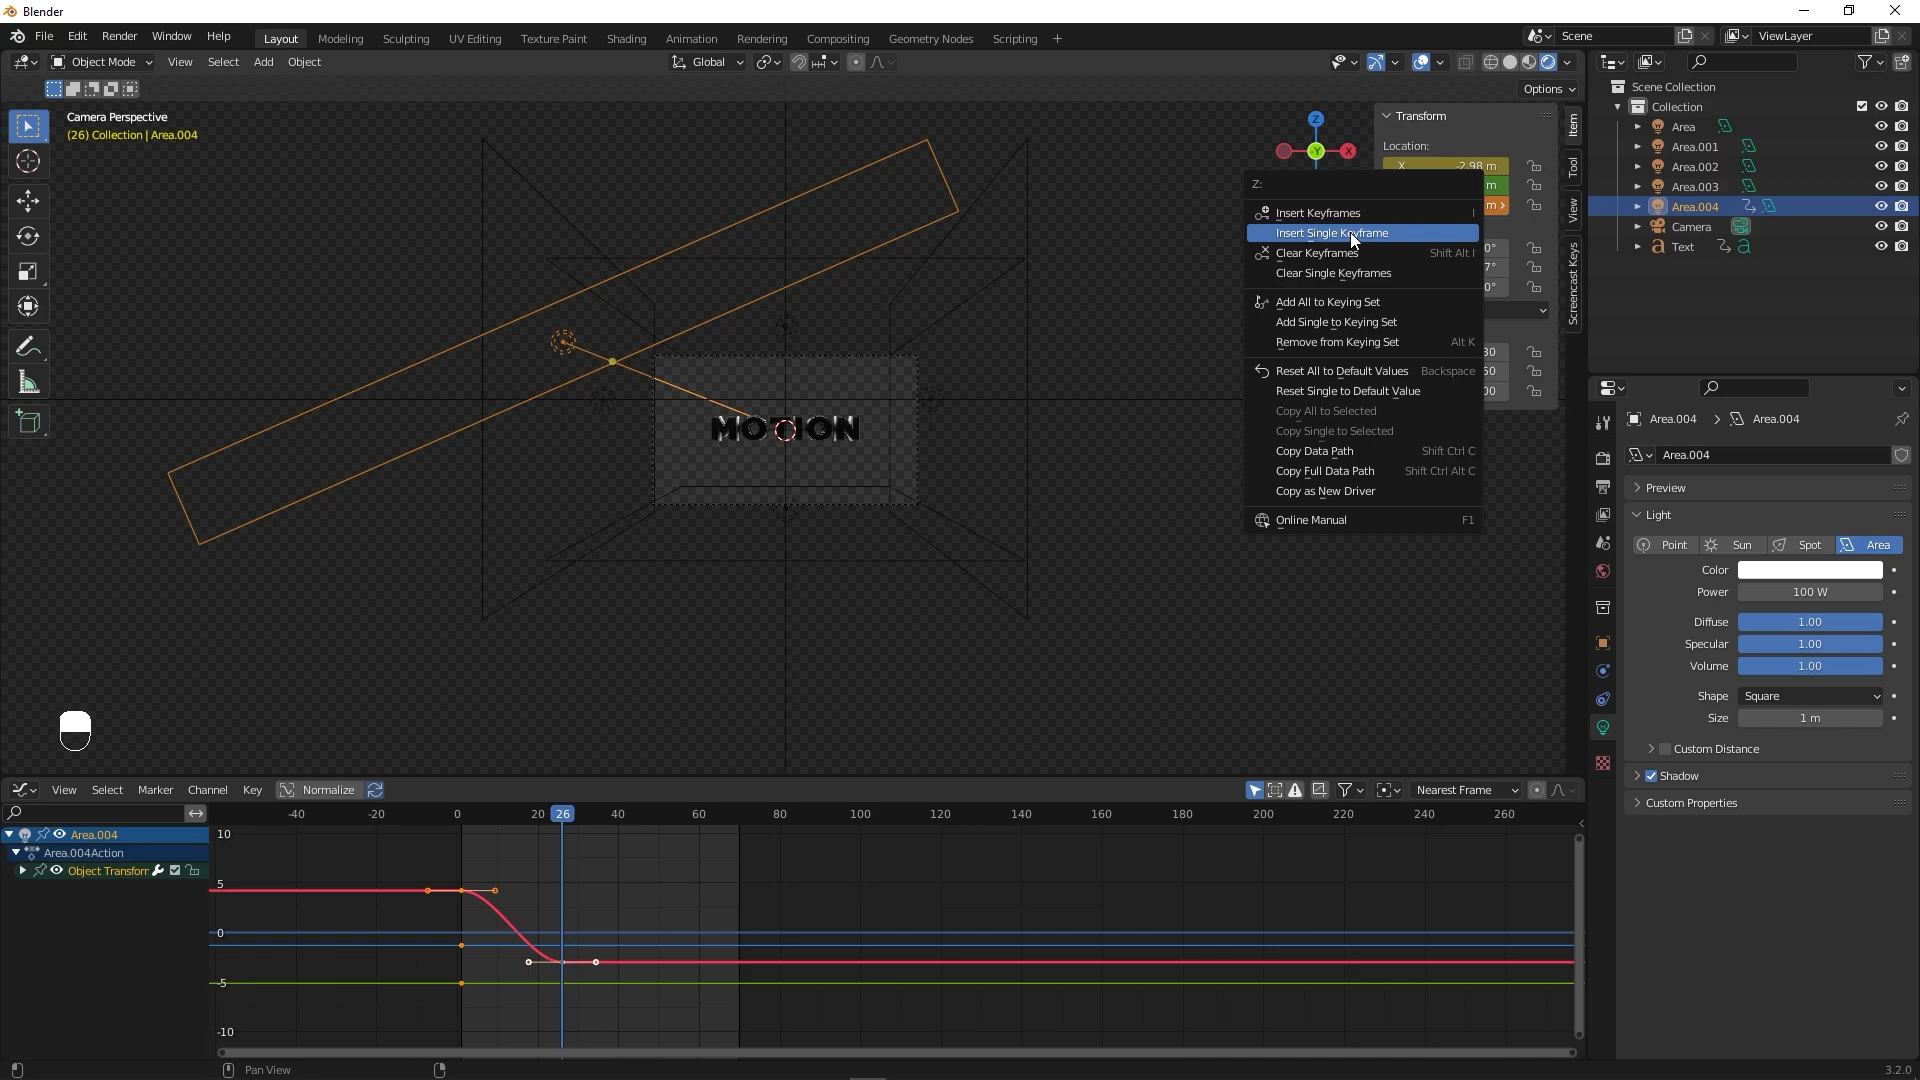 Blender
File Edit Render Window Help
Layout Modeling Sculpting UV Editing Texture Paint Shading Animation Rendering Compositing Geometry Nodes Scripting +
Scene
ViewLayer
Object Mode View Select Add Object
Global
Options
Camera Perspective
(26) Collection | Area.004
Z
-Y
X
Transform
Location:
X -2.98 m
m
m
Item
Tool
View
Screencast Keys
Z:
Insert Keyframes I
Insert Single Keyframe
Clear Keyframes Shift Alt I
Clear Single Keyframes
Add All to Keying Set
Add Single to Keying Set
Remove from Keying Set Alt K
Reset All to Default Values Backspace
Reset Single to Default Value
Copy All to Selected
Copy Single to Selected
Copy Data Path Shift Ctrl C
Copy Full Data Path Shift Ctrl Alt C
Copy as New Driver
Online Manual F1
MOTION
Scene Collection
Collection
Area
Area.001
Area.002
Area.003
Area.004
Camera
Text
Area.004 > Area.004
Area.004
Preview
Light
Point Sun Spot Area
Color
Power 100 W
Diffuse 1.00
Specular 1.00
Volume 1.00
Shape Square
Size 1 m
Custom Distance
Shadow
Custom Properties
View Select Marker Channel Key Normalize
Nearest Frame
-40 -20 0 20 26 40 60 80 100 120 140 160 180 200 220 240 260
Area.004
Area.004Action
Object Transforr
10
5
0
-5
-10
Pan View
3.2.0